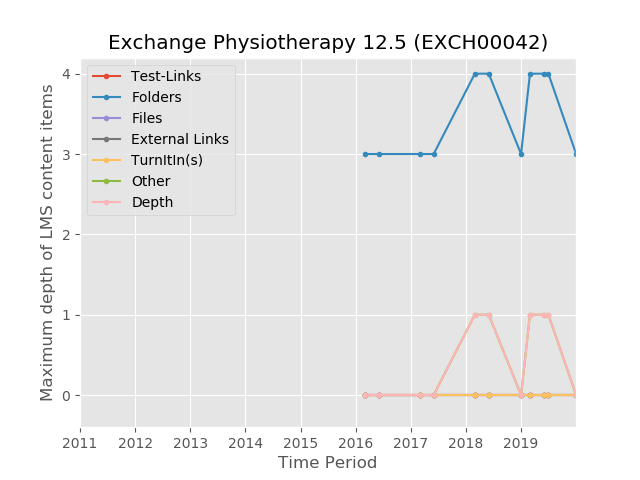 Exchange Physiotherapy 12.5 (EXCH00042)
Maximum depth of LMS content items
4
3
2
1
0
Test-Links
Folders
Files
External Links
TurnItIn(s)
Other
Depth
2011 2012 2013 2014 2015 2016 2017 2018 2019
Time Period